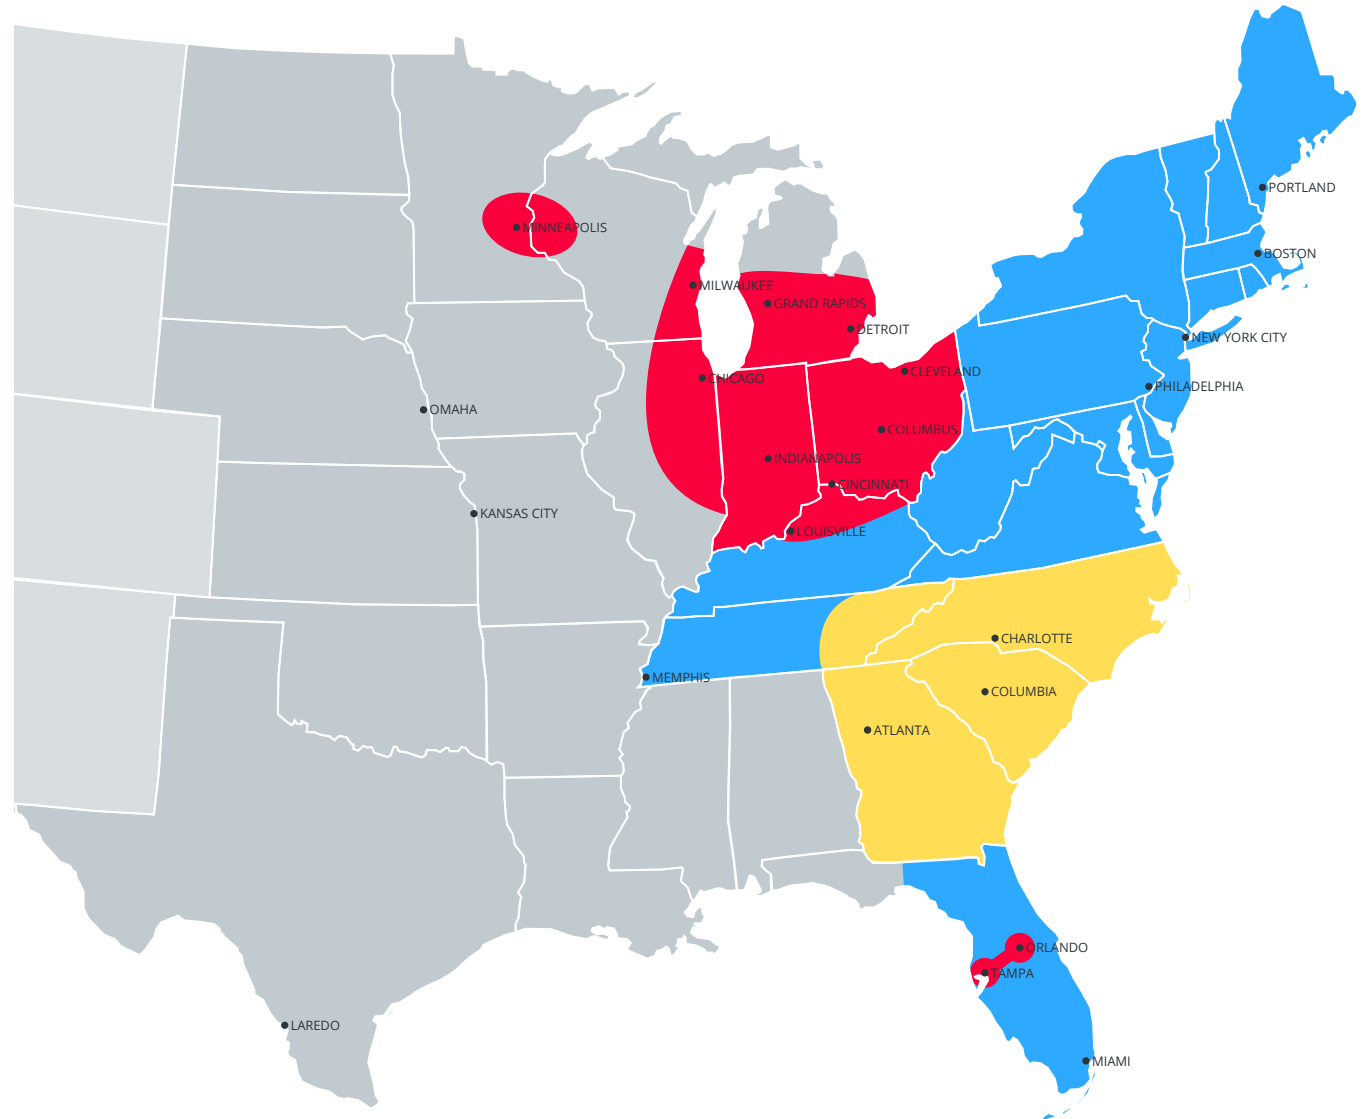 PORTLAND
MINNEAPOLIS
BOSTON
MILWAUKEE
GRAND RAPIDS
DETROIT
NEW YORK CITY
CHICAGO
CLEVELAND
PHILADELPHIA
OMAHA
COLUMBUS
INDIANAPOLIS
CINCINNATI
KANSAS CITY
LOUISVILLE
CHARLOTTE
MEMPHIS
COLUMBIA
ATLANTA
ORLANDO
TAMPA
LAREDO
MIAMI